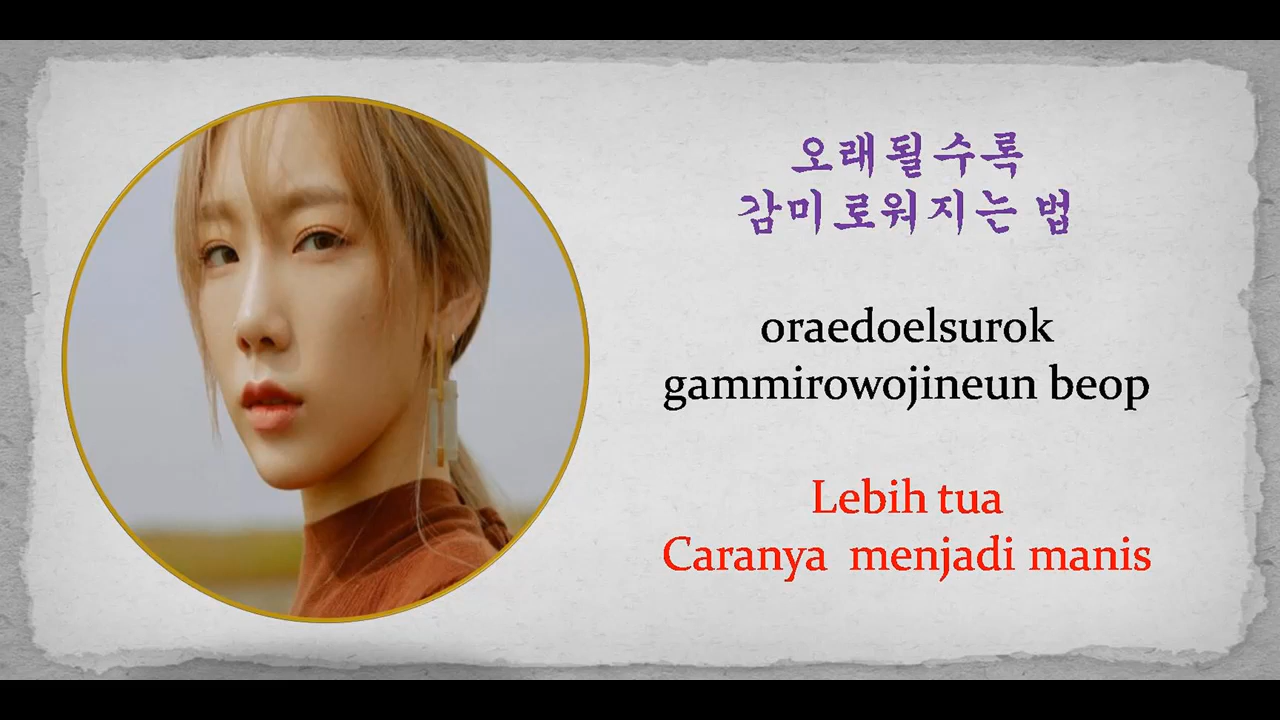 오래될수록
감미로워지는 법
oraedoelsurok
gammirowojineun beop
Lebih tua
Caranya menjadi manis